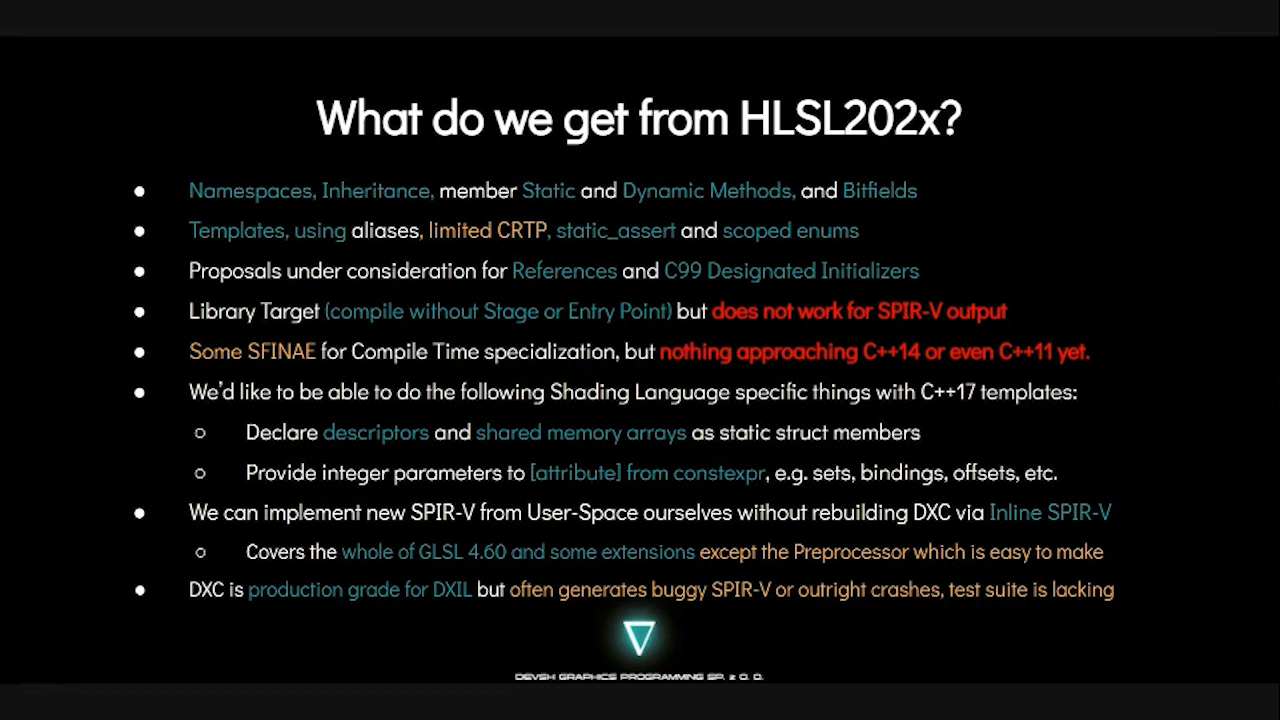 What do we get from HLSL202x?
● Namespaces, Inheritance, member Static and Dynamic Methods, and Bitfields
● Templates, using aliases, limited CRTP, static_assert and scoped enums
● Proposals under consideration for References and C99 Designated Initializers
● Library Target (compile without Stage or Entry Point) but does not work for SPIR-V output
● Some SFINAE for Compile Time specialization, but nothing approaching C++14 or even C++11 yet.
● We'd like to be able to do the following Shading Language specific things with C++17 templates:
○ Declare descriptors and shared memory arrays as static struct members
○ Provide integer parameters to [attribute] from constexpr, e.g. sets, bindings, offsets, etc.
● We can implement new SPIR-V from User-Space ourselves without rebuilding DXC via Inline SPIR-V
○ Covers the whole of GLSL 4.60 and some extensions except the Preprocessor which is easy to make
● DXC is production grade for DXIL but often generates buggy SPIR-V or outright crashes, test suite is lacking
DEVSH GRAPHICS PROGRAMMING SP. z O. O.